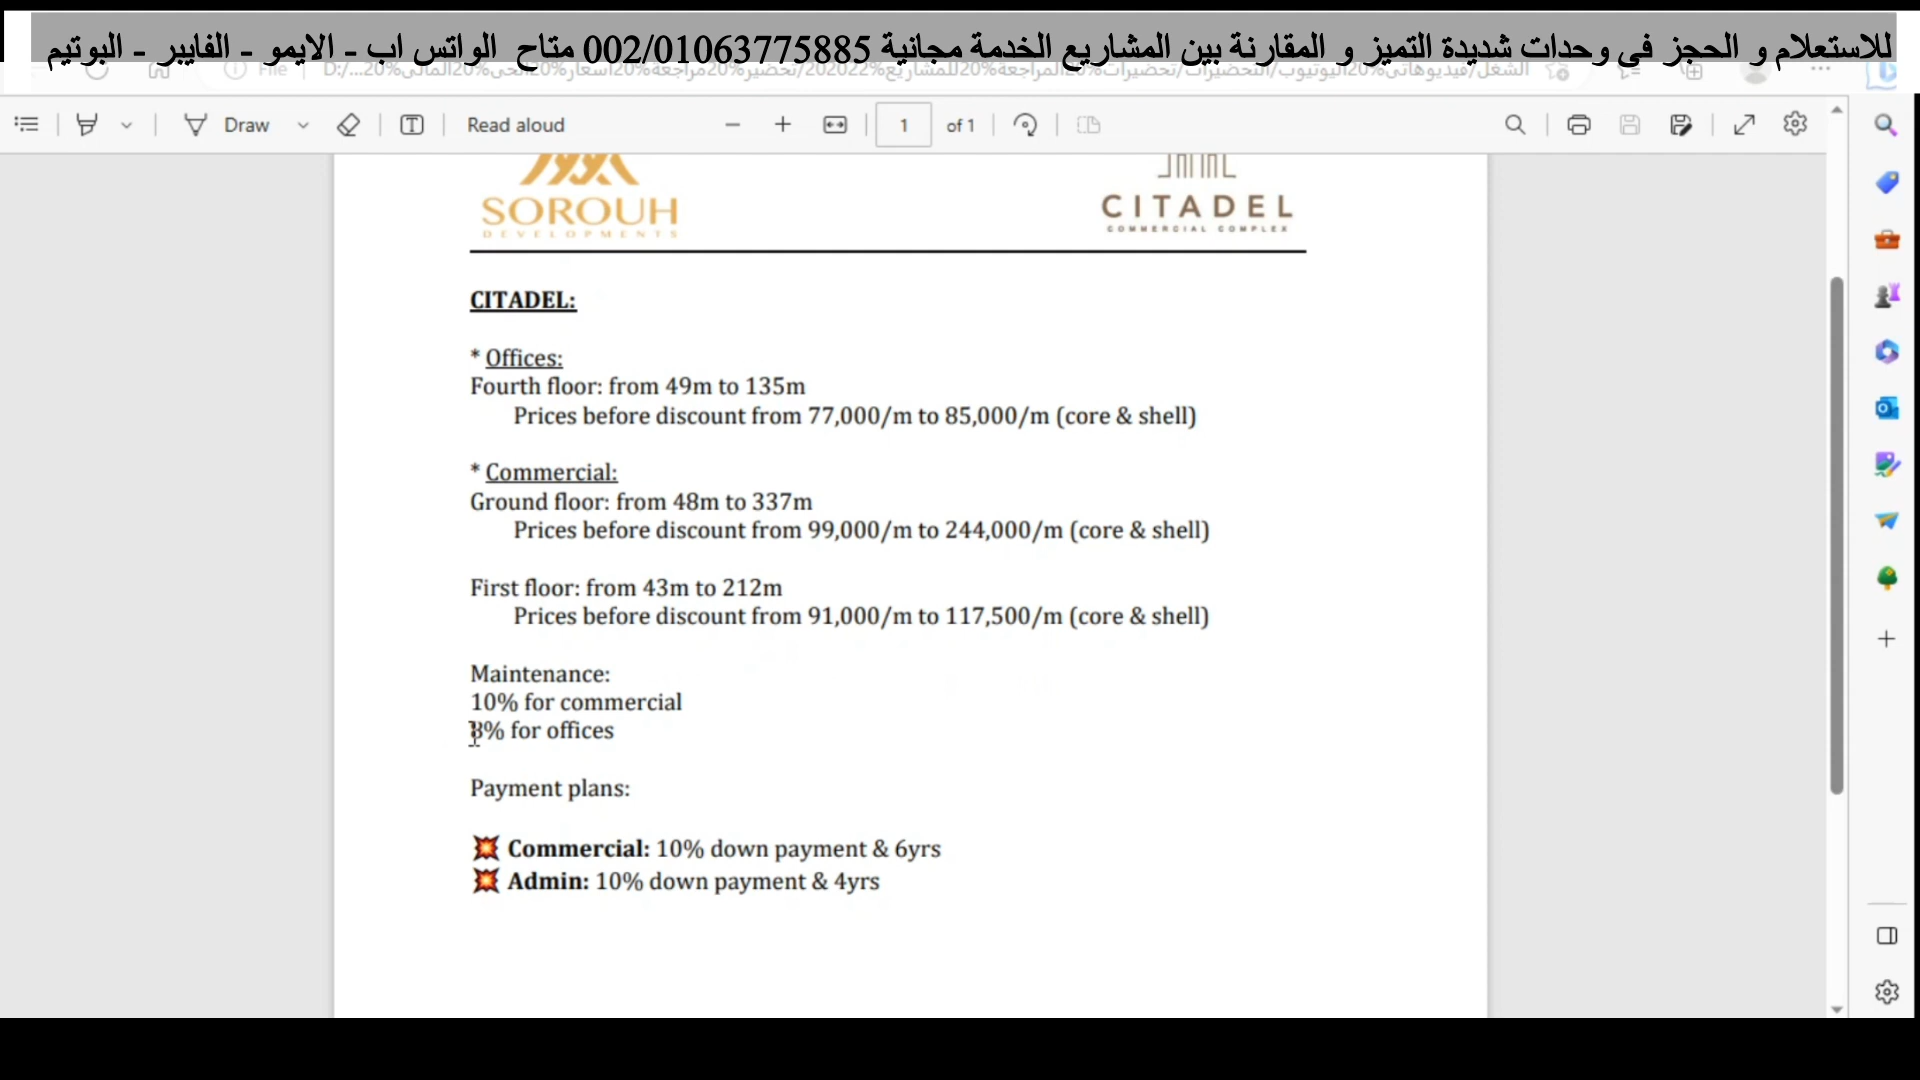 للاستعلام و الحجز فى وحدات شديدة التميز و المقارنة بين المشاريع الخدمة مجانية 002/01063775885 متاح الواتس اب - الايمو - الفايبر - البوتيم
File
Draw
Read aloud
1 of 1
SOROUH
DEVELOPMENTS
CITADEL
COMMERCIAL COMPLEX
CITADEL:
* Offices:
Fourth floor: from 49m to 135m
Prices before discount from 77,000/m to 85,000/m (core & shell)
* Commercial:
Ground floor: from 48m to 337m
Prices before discount from 99,000/m to 244,000/m (core & shell)
First floor: from 43m to 212m
Prices before discount from 91,000/m to 117,500/m (core & shell)
Maintenance:
10% for commercial
8% for offices
Payment plans:
💥 Commercial: 10% down payment & 6yrs
💥 Admin: 10% down payment & 4yrs